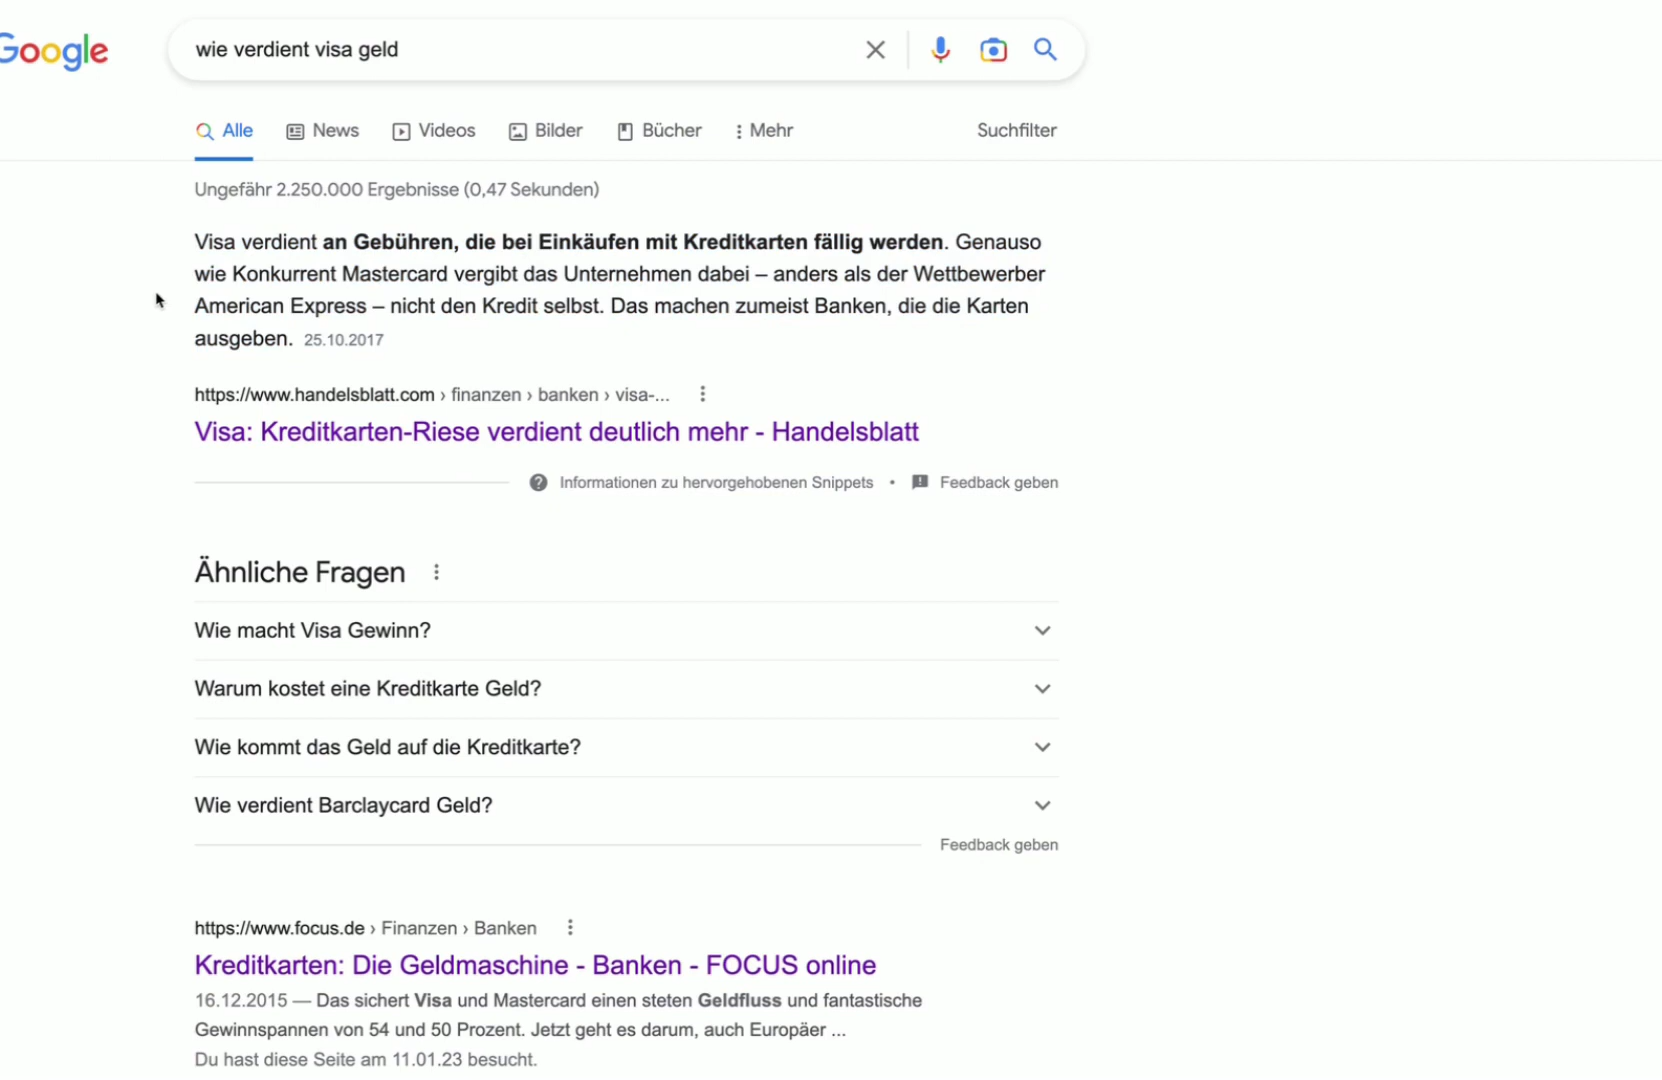 Google
wie verdient visa geld
Alle News Videos Bilder Bücher Mehr Suchfilter
Ungefähr 2.250.000 Ergebnisse (0,47 Sekunden)
Visa verdient an Gebühren, die bei Einkäufen mit Kreditkarten fällig werden. Genauso
wie Konkurrent Mastercard vergibt das Unternehmen dabei – anders als der Wettbewerber
American Express – nicht den Kredit selbst. Das machen zumeist Banken, die die Karten
ausgeben. 25.10.2017
https://www.handelsblatt.com › finanzen › banken › visa-...
Visa: Kreditkarten-Riese verdient deutlich mehr - Handelsblatt
Informationen zu hervorgehobenen Snippets • Feedback geben
Ähnliche Fragen
Wie macht Visa Gewinn?
Warum kostet eine Kreditkarte Geld?
Wie kommt das Geld auf die Kreditkarte?
Wie verdient Barclaycard Geld?
Feedback geben
https://www.focus.de › Finanzen › Banken
Kreditkarten: Die Geldmaschine - Banken - FOCUS online
16.12.2015 — Das sichert Visa und Mastercard einen steten Geldfluss und fantastische
Gewinnspannen von 54 und 50 Prozent. Jetzt geht es darum, auch Europäer ...
Du hast diese Seite am 11.01.23 besucht.